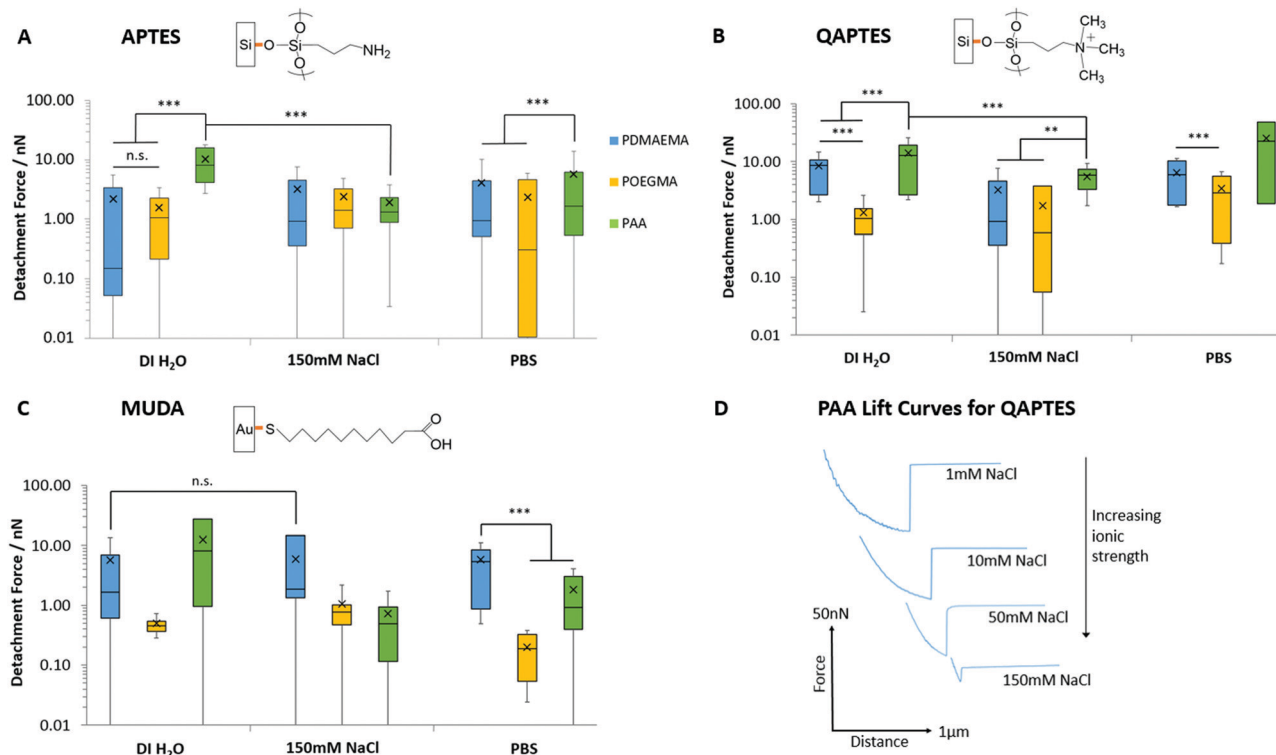 A APTES
Si O Si O O NH2
***
***
***
n.s.
100.00
10.00
1.00
0.10
0.01
Detachment Force / nN
DI H2O 150mM NaCl PBS
PDMAEMA
POEGMA
PAA
B QAPTES
Si O Si O O N+ CH3 CH3 CH3
***
***
***
**
***
100.00
10.00
1.00
0.10
0.01
Detachment Force / nN
DI H2O 150mM NaCl PBS
C MUDA
Au S O OH
n.s.
***
100.00
10.00
1.00
0.10
0.01
Detachment Force / nN
DI H2O 150mM NaCl PBS
D PAA Lift Curves for QAPTES
1mM NaCl
10mM NaCl
50mM NaCl
150mM NaCl
Increasing
ionic
strength
50nN
Force
Distance
1μm